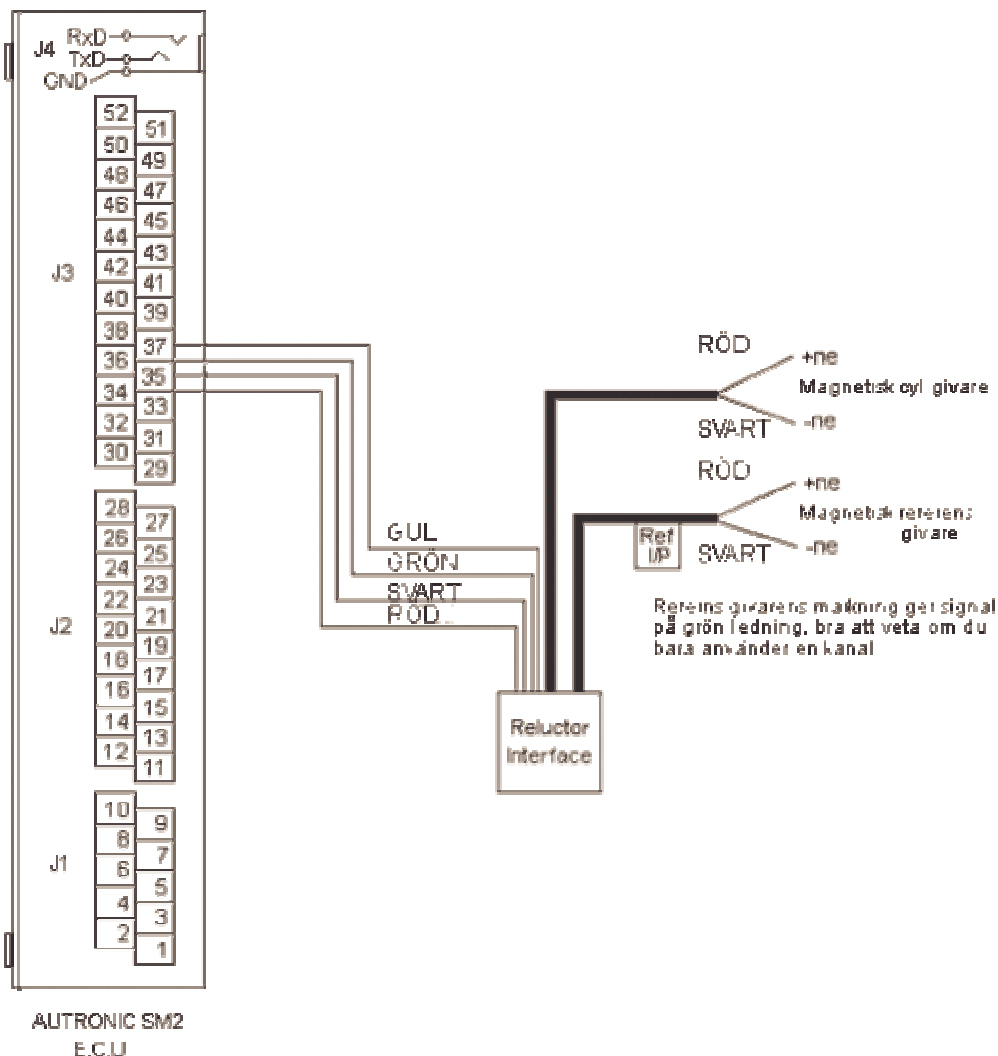 J4
RxD
TxD
GND
52
51
50
49
48
47
46
45
44
43
42
41
40
39
38
37
36
35
34
33
32
31
30
29
J3
28
27
26
25
24
23
22
21
20
19
18
17
16
15
14
13
12
11
J2
10
9
8
7
6
5
4
3
2
1
J1
AUTRONIC SM2
E.C.U
GUL
GRÖN
SVART
RÖD
Reluctor
Interface
RÖD
+ne
Magnetisk cyl givare
SVART
-ne
RÖD
+ne
Magnetisk referens
givare
Ref
I/P
SVART
-ne
givarens märkning ger signal
på grön ledning, bra att veta om du
bara använder en kanal